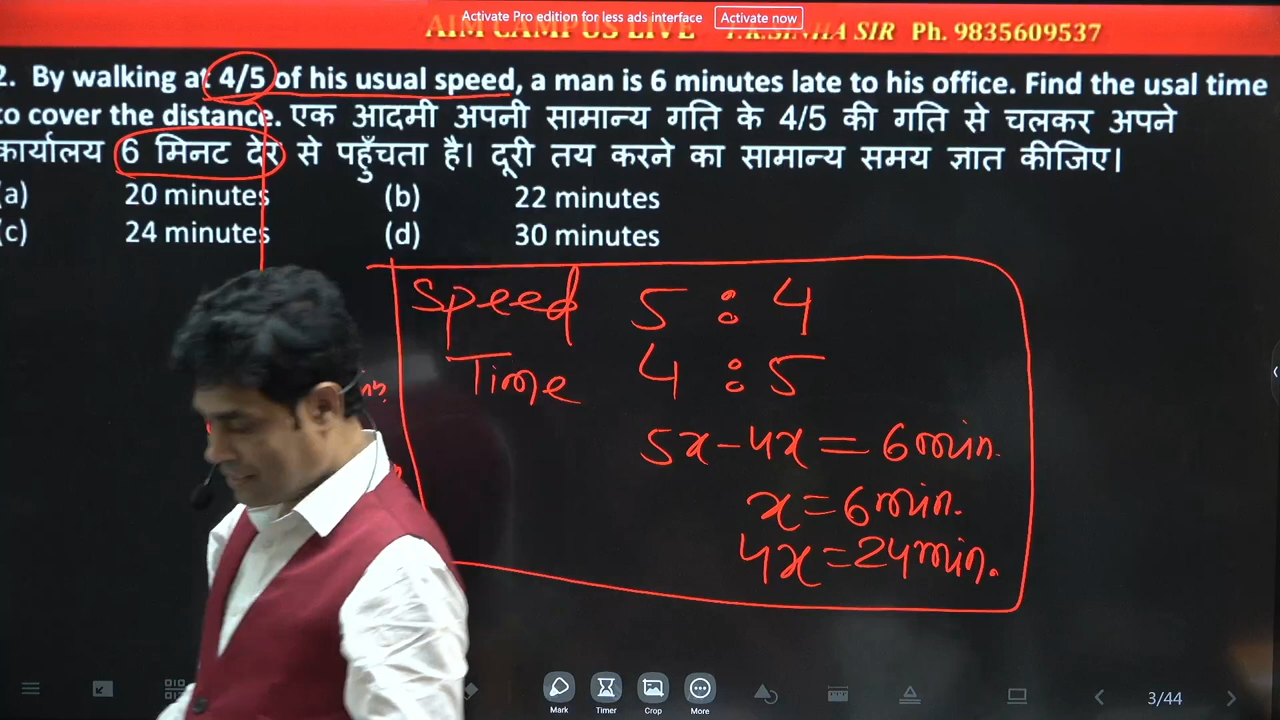 Activate Pro edition for less ads interface Activate now
AIM CAMPUS LIVE SIR Ph. 9835609537
2. By walking at 4/5 of his usual speed, a man is 6 minutes late to his office. Find the usal time
to cover the distance. एक आदमी अपनी सामान्य गति के 4/5 की गति से चलकर अपने
कार्यालय 6 मिनट देर से पहुँचता है। दूरी तय करने का सामान्य समय ज्ञात कीजिए।
(a) 20 minutes (b) 22 minutes
(c) 24 minutes (d) 30 minutes
Speed 5 : 4
Time 4 : 5
5x-4x=6min.
x=6min.
4x=24min.
Mark Timer Crop More
3/44